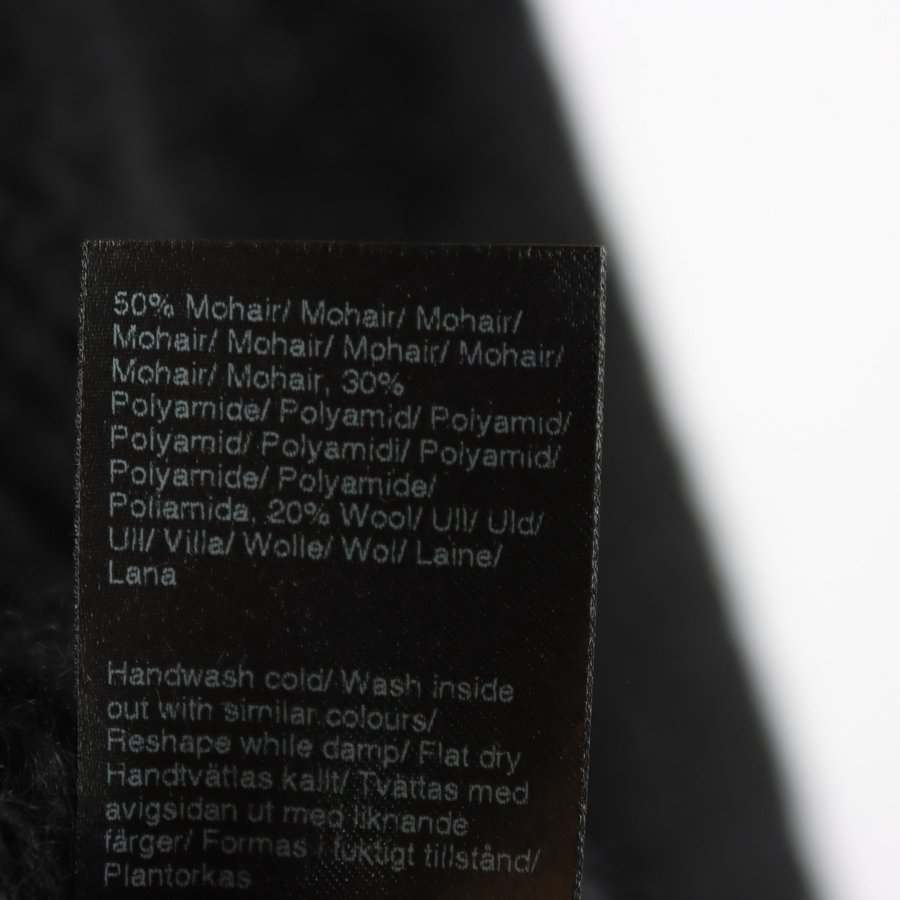 50% Mohair/ Mohair/ Mohair/
Mohair/ Mohair/ Mohair/ Mohair/
Mohair/ Mohair, 30%
Polyamide/ Polyamid/ Polyamid/
Polyamid/ Polyamidi/ Polyamid/
Polyamide/ Polyamide/
Poliamida, 20% Wool/ Ull/ Uld/
Ull/ Villa/ Wolle/ Wol/ Laine/
Lana
Handwash cold/ Wash inside
out with similar colours/
Reshape while damp/ Flat dry
Handtvättas kallt/ Tvättas med
avigsidan ut med liknande
färger/ Formas i fuktigt tillstånd/
Plantorkas